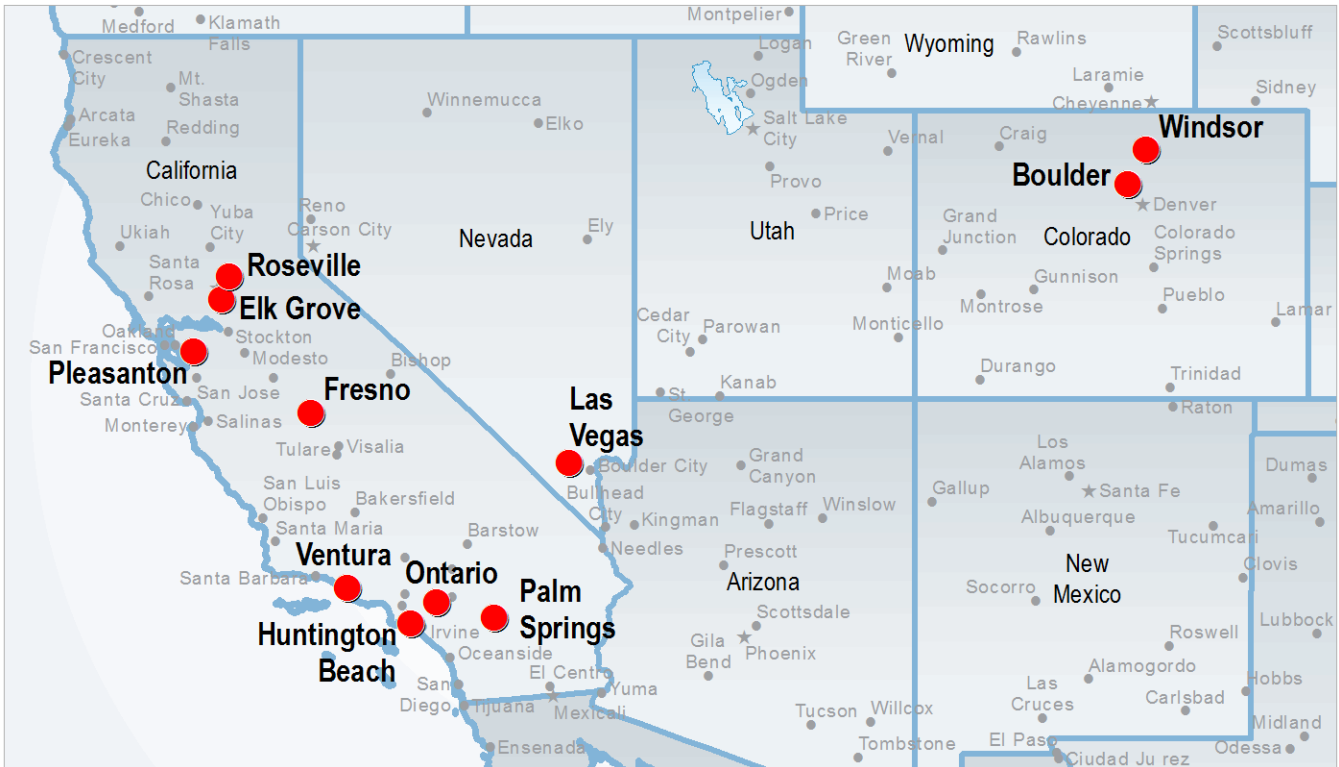 Medford
Klamath
Falls
Montpelier
Crescent
City
Mt.
Shasta
Arcata
Eureka
Redding
California
Chico
Yuba
City
Ukiah
Santa
Rosa
Reno
Carson City
Winnemucca
Elko
Nevada
Ely
Logan
Ogden
Salt Lake
City
Provo
Utah
Price
Vernal
Green
River
Wyoming
Rawlins
Laramie
Cheyenne
Scottsbluff
Sidney
Craig
Windsor
Boulder
Denver
Grand
Junction
Colorado
Colorado
Springs
Gunnison
Montrose
Pueblo
Lamar
Durango
Trinidad
Raton
Moab
Monticello
Cedar
City
Parowan
St.
George
Kanab
Roseville
Elk Grove
Oakland
San Francisco
Stockton
Modesto
Pleasanton
San Jose
Santa Cruz
Monterey
Salinas
Bishop
Fresno
Tulare
Visalia
Las
Vegas
Boulder City
Bullhead
City
Kingman
Needles
Grand
Canyon
Flagstaff
Winslow
Prescott
Arizona
Scottsdale
Phoenix
Gila
Bend
Yuma
Tucson
Willcox
Tombstone
San Luis
Obispo
Bakersfield
Santa Maria
Barstow
Ventura
Santa Barbara
Ontario
Palm
Springs
Huntington
Beach
Irvine
Oceanside
El Centro
San
Diego
Tijuana
Mexicali
Ensenada
Gallup
Los
Alamos
Santa Fe
Albuquerque
Tucumcari
New
Mexico
Socorro
Clovis
Roswell
Alamogordo
Las
Cruces
Carlsbad
Hobbs
El Paso
Ciudad Ju rez
Dumas
Amarillo
Lubbock
Midland
Odessa